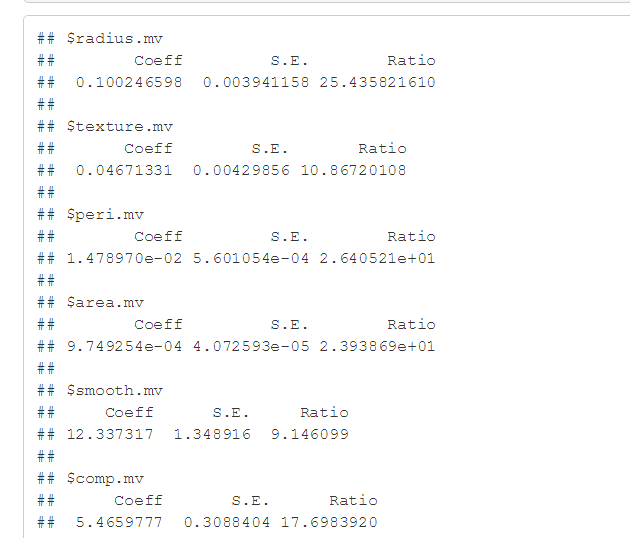 ## $radius.mv
##        Coeff         S.E.        Ratio
##  0.100246598  0.003941158 25.435821610
##
## $texture.mv
##       Coeff        S.E.       Ratio
##  0.04671331  0.00429856 10.86720108
##
## $peri.mv
##        Coeff         S.E.        Ratio
## 1.478970e-02 5.601054e-04 2.640521e+01
##
## $area.mv
##        Coeff         S.E.        Ratio
## 9.749254e-04 4.072593e-05 2.393869e+01
##
## $smooth.mv
##     Coeff      S.E.     Ratio
## 12.337317  1.348916  9.146099
##
## $comp.mv
##      Coeff       S.E.      Ratio
##  5.4659777  0.3088404 17.6983920